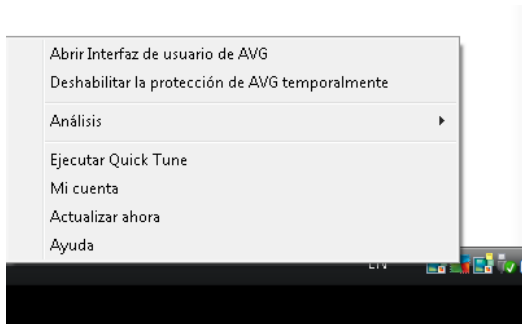 Abrir Interfaz de usuario de AVG
Deshabilitar la protección de AVG temporalmente
Análisis
Ejecutar Quick Tune
Mi cuenta
Actualizar ahora
Ayuda
EN